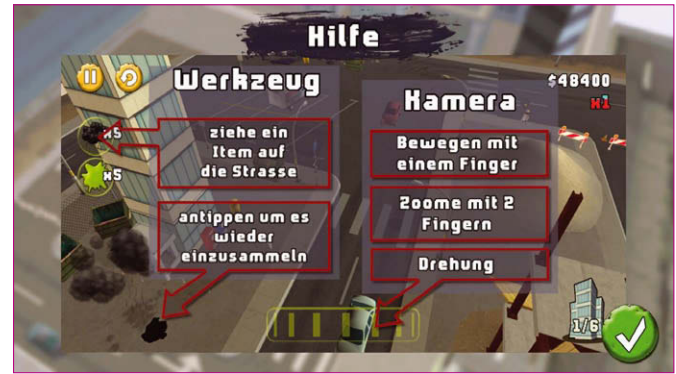 Hilfe
Werkzeug
ziehe ein
Item auf
die Strasse
antippen um es
wieder
einzusammeln
x5
x5
Kamera
Bewegen mit
einem Finger
Zoome mit 2
Fingern
Drehung
$48400
x1
1/6